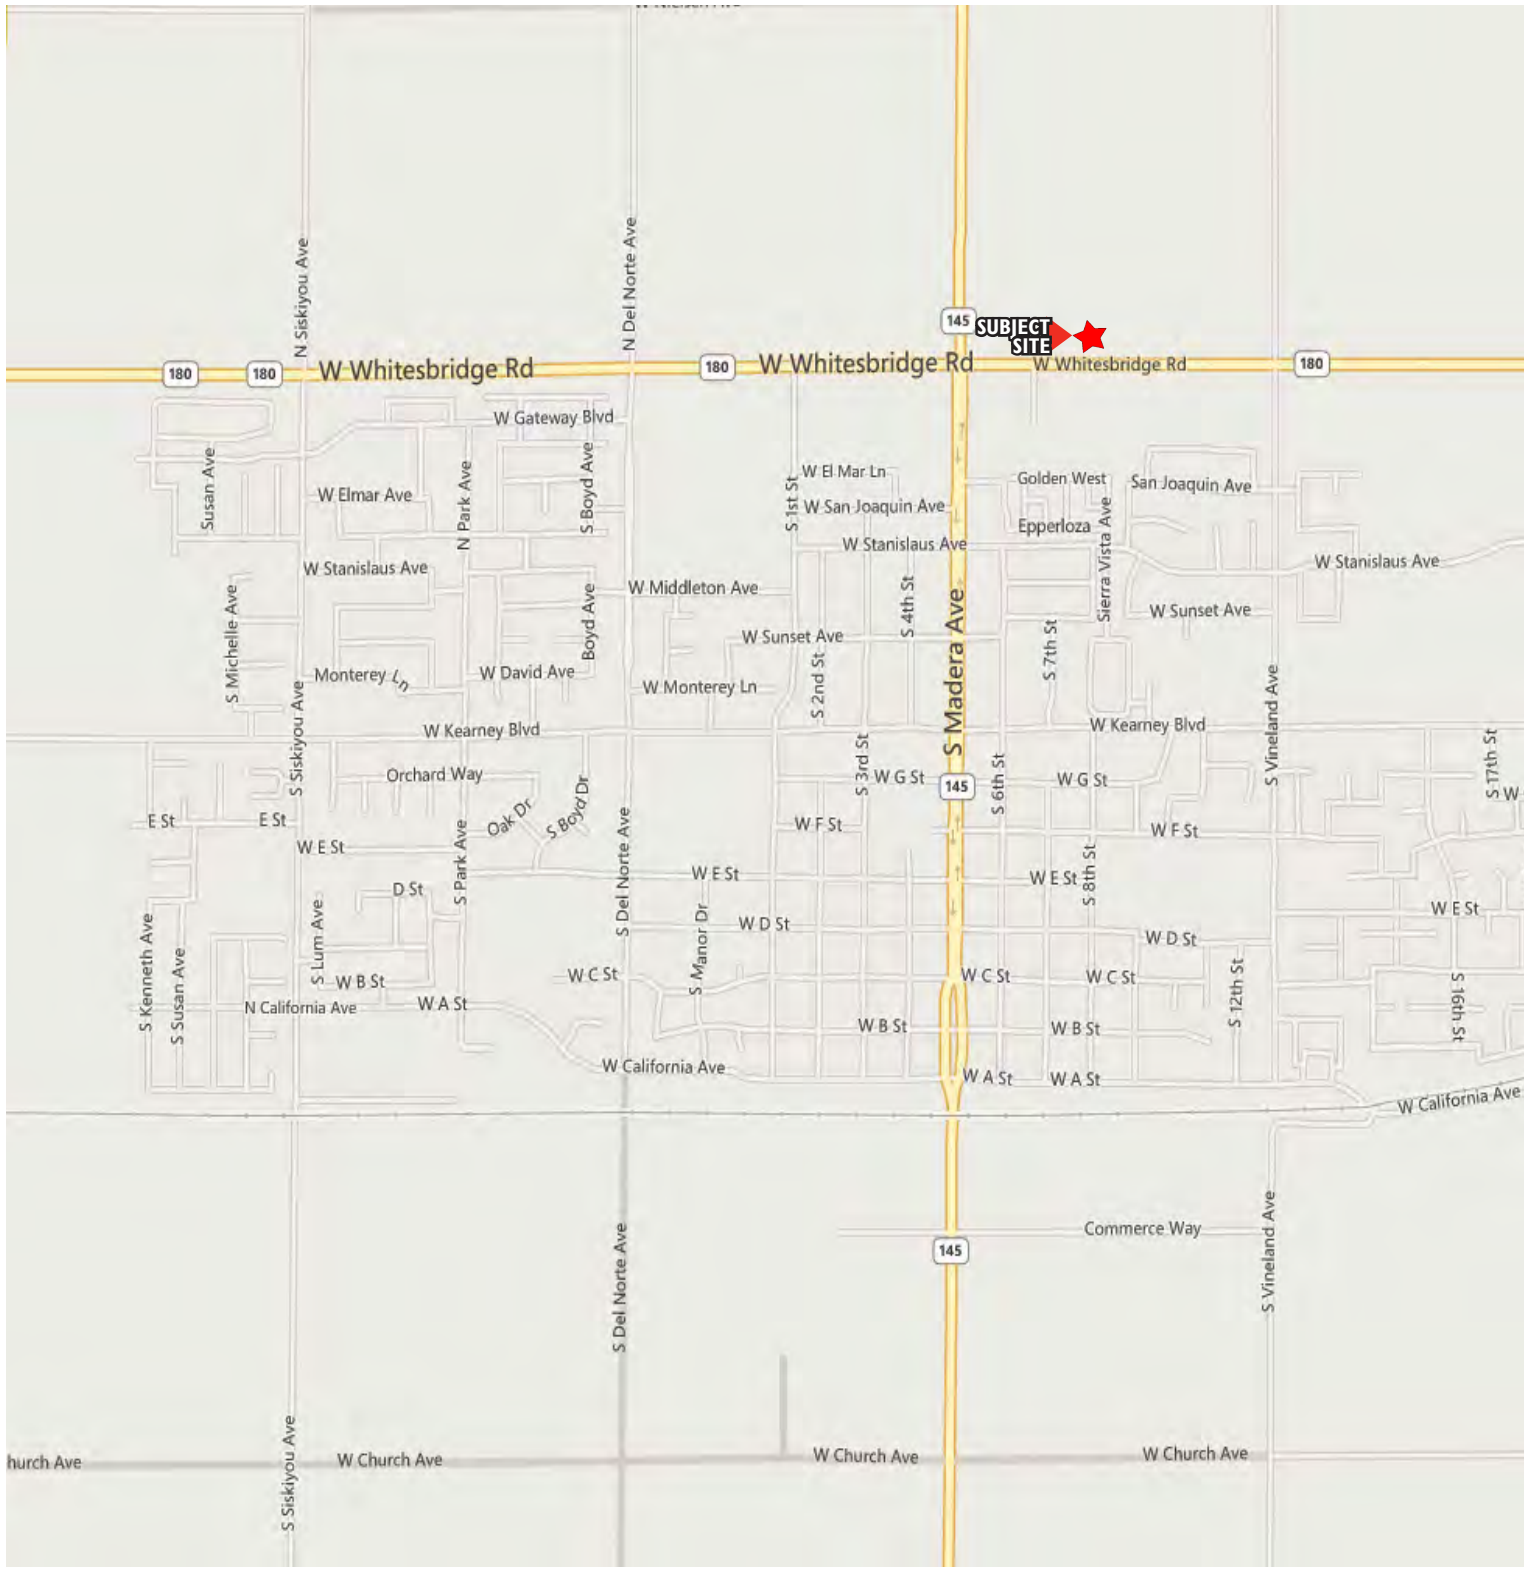 N Siskiyou Ave
N Del Norte Ave
145
SUBJECT
SITE
180
180
W Whitesbridge Rd
180
W Whitesbridge Rd
W Whitesbridge Rd
180
W Gateway Blvd
Susan Ave
W Elmar Ave
N Park Ave
S Boyd Ave
S 1st St
W El Mar Ln
W San Joaquin Ave
Golden West
San Joaquin Ave
Epperloza
Sierra Vista Ave
W Stanislaus Ave
W Stanislaus Ave
W Stanislaus Ave
S Michelle Ave
Boyd Ave
W Middleton Ave
S 4th St
S Madera Ave
W Sunset Ave
W Sunset Ave
S 7th St
Monterey Ln
W David Ave
W Monterey Ln
S 2nd St
S Siskiyou Ave
W Kearney Blvd
W Kearney Blvd
S Vineland Ave
S 17th St
Orchard Way
S 3rd St
W G St
145
S 6th St
W G St
W
E St
E St
Oak Dr
S Boyd Dr
W F St
W F St
W E St
S Park Ave
S Del Norte Ave
W E St
W E St
S 8th St
D St
W E St
S Kenneth Ave
S Susan Ave
S Lum Ave
S Manor Dr
W D St
W D St
W B St
W C St
W C St
W C St
S 12th St
S 16th St
N California Ave
W A St
W B St
W B St
W California Ave
W A St
W A St
W California Ave
Commerce Way
145
S Del Norte Ave
S Vineland Ave
S Siskiyou Ave
hurch Ave
W Church Ave
W Church Ave
W Church Ave